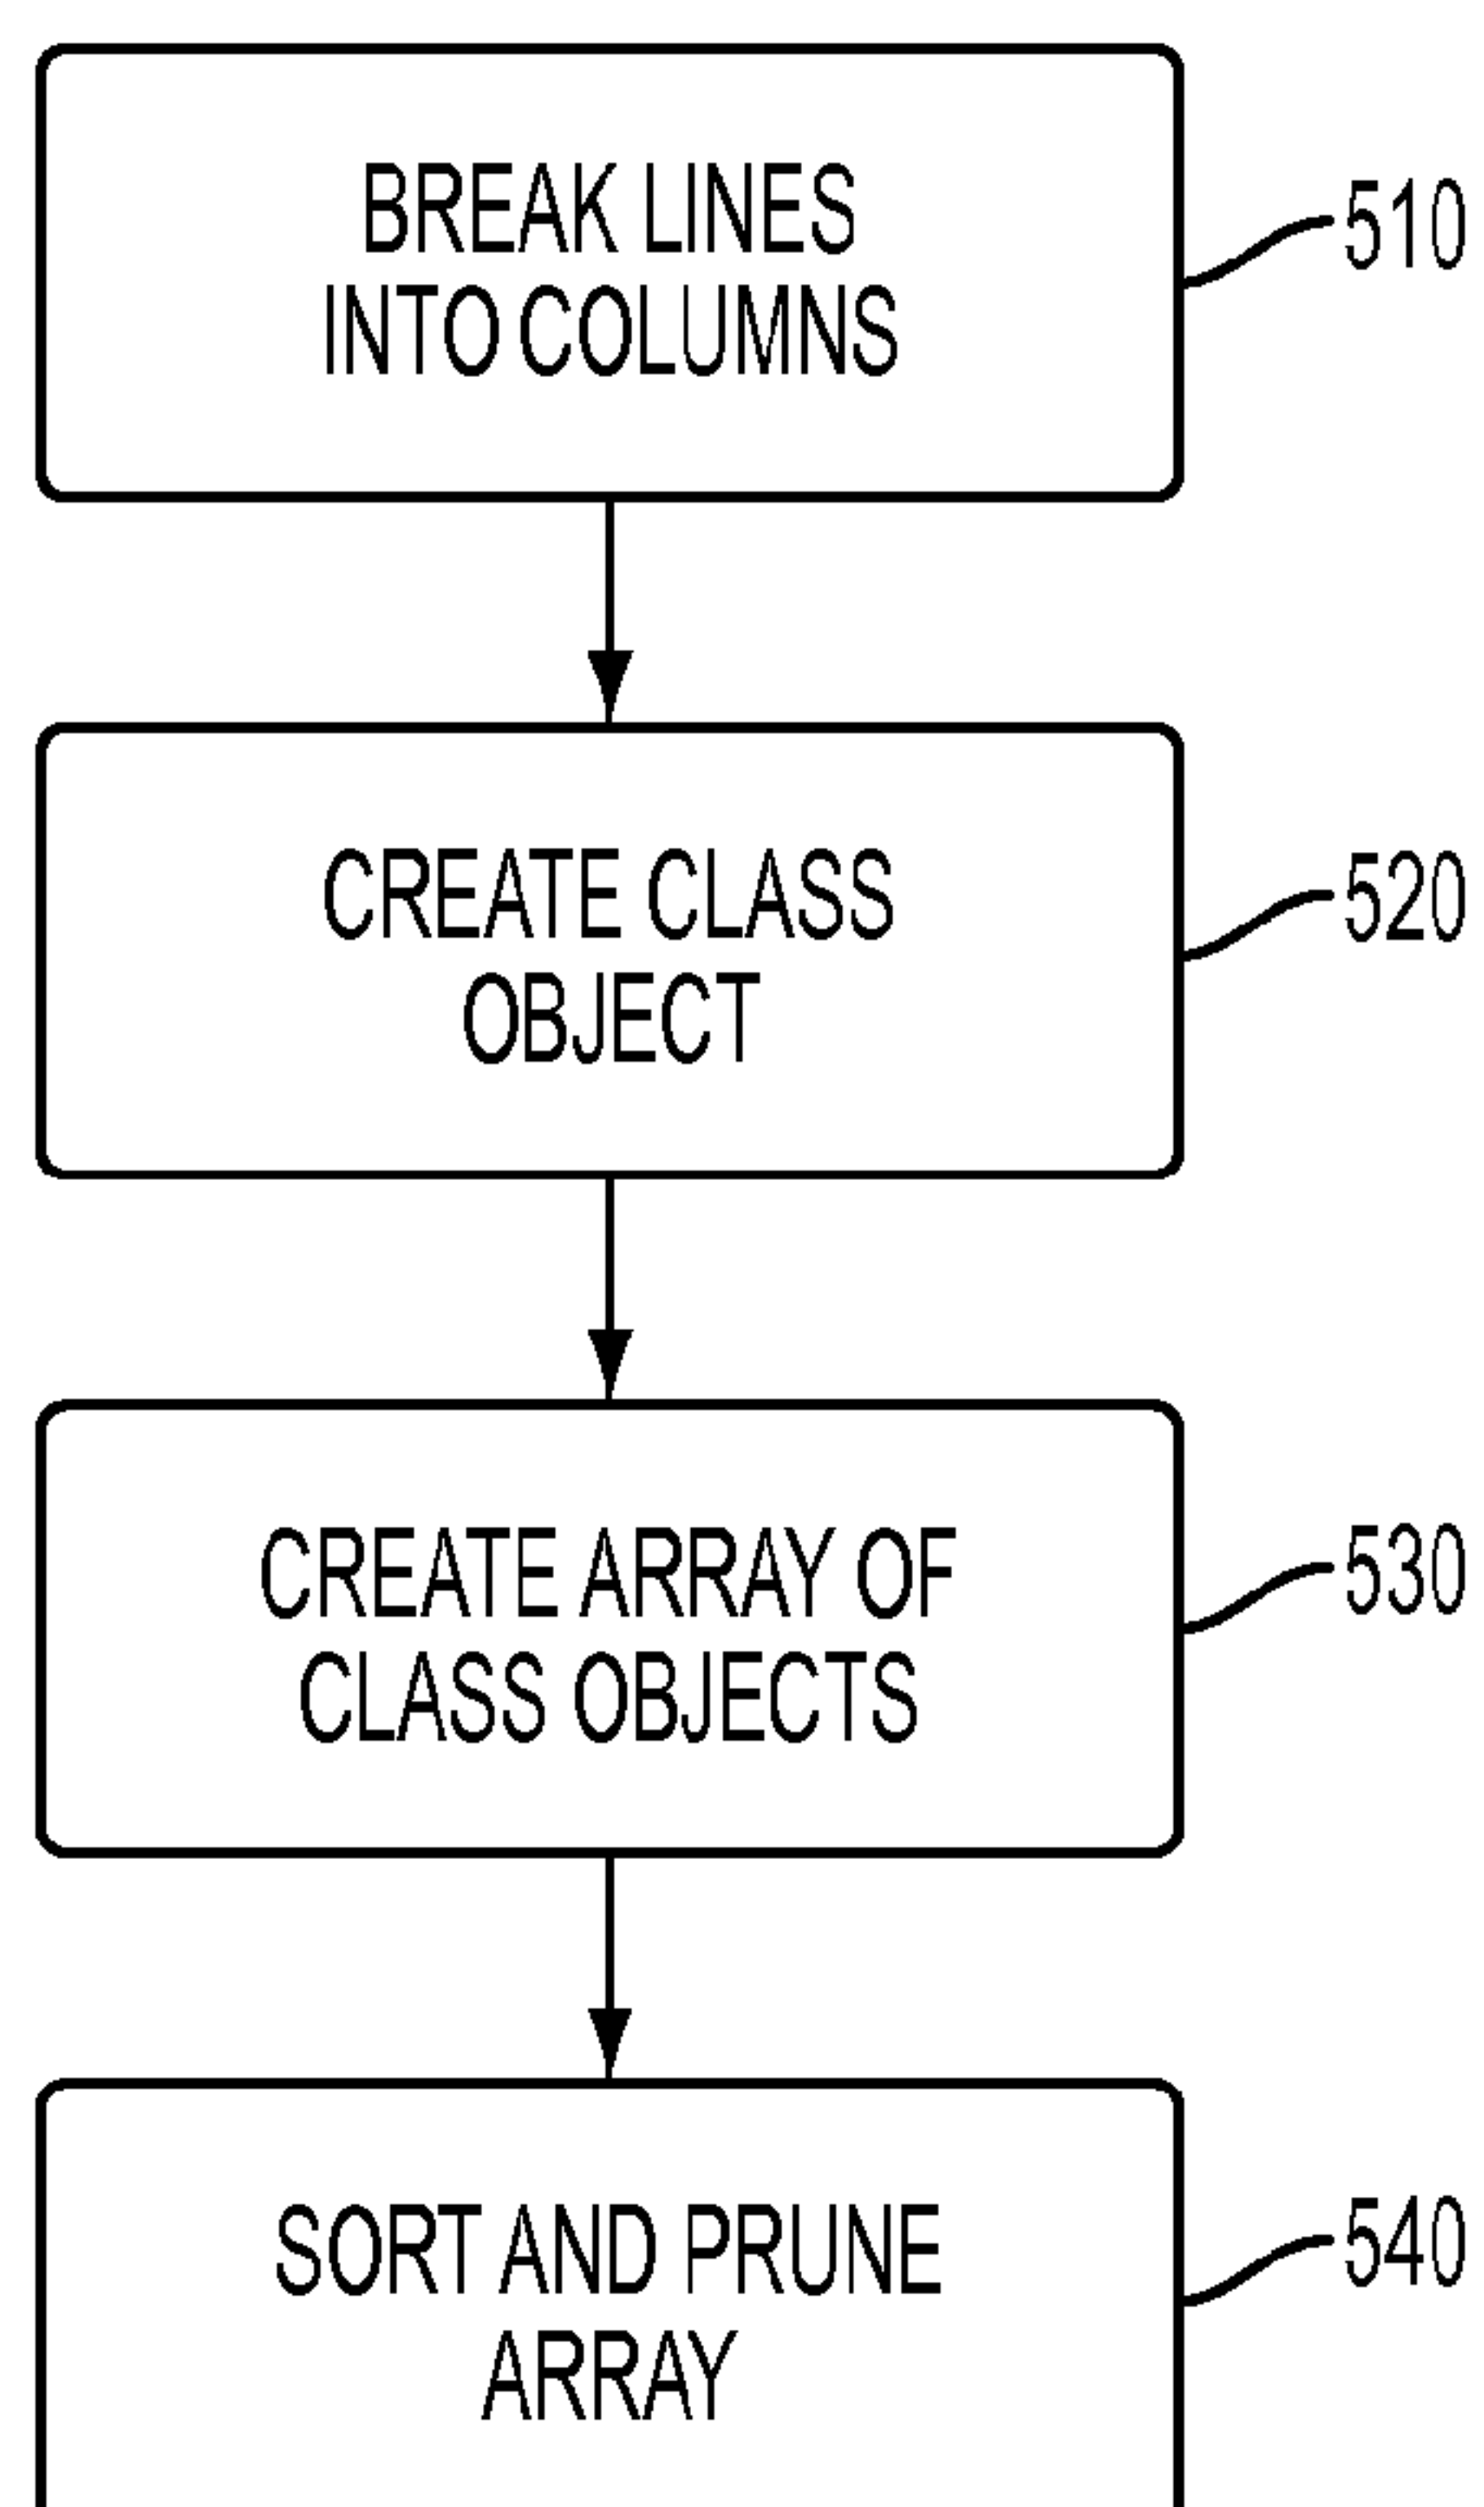 BREAK LINES
INTO COLUMNS
510
CREATE CLASS
OBJECT
520
CREATE ARRAY OF
CLASS OBJECTS
530
SORT AND PRUNE
ARRAY
540